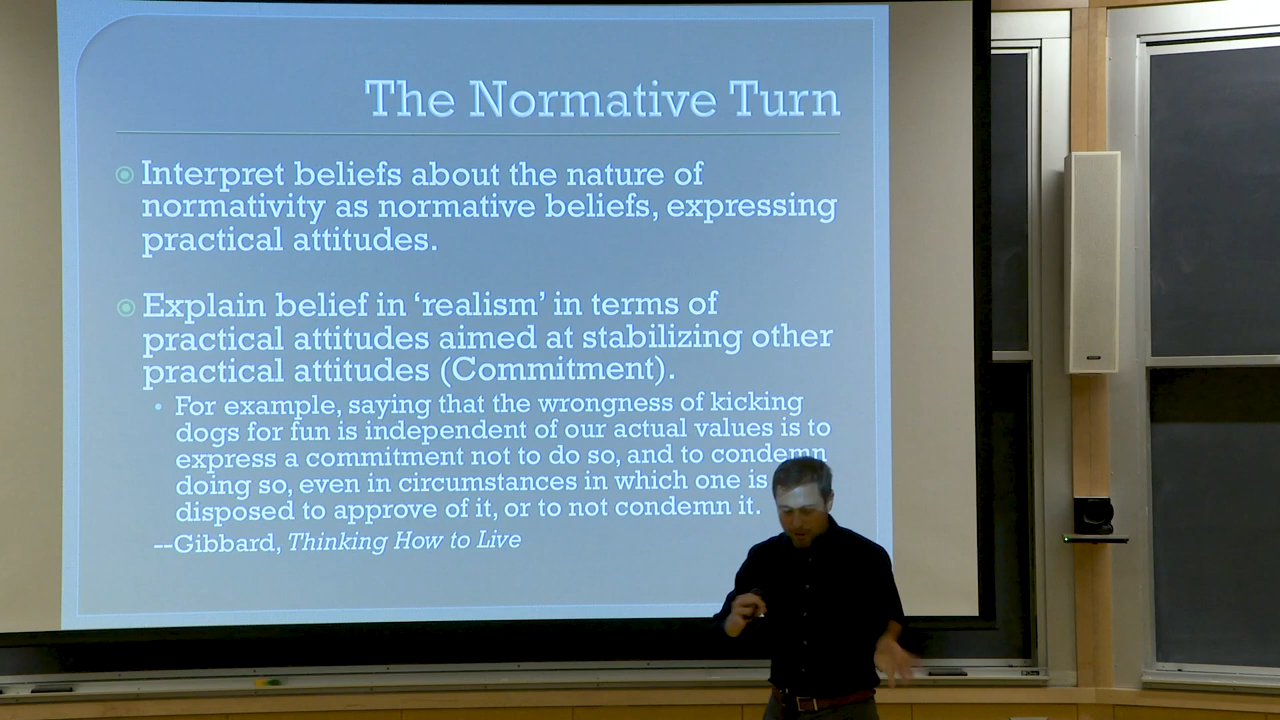 The Normative Turn
Interpret beliefs about the nature of
normativity as normative beliefs, expressing
practical attitudes.
Explain belief in ‘realism’ in terms of
practical attitudes aimed at stabilizing other
practical attitudes (Commitment).
For example, saying that the wrongness of kicking
dogs for fun is independent of our actual values is to
express a commitment not to do so, and to condemn
doing so, even in circumstances in which one is
disposed to approve of it, or to not condemn it.
--Gibbard, Thinking How to Live